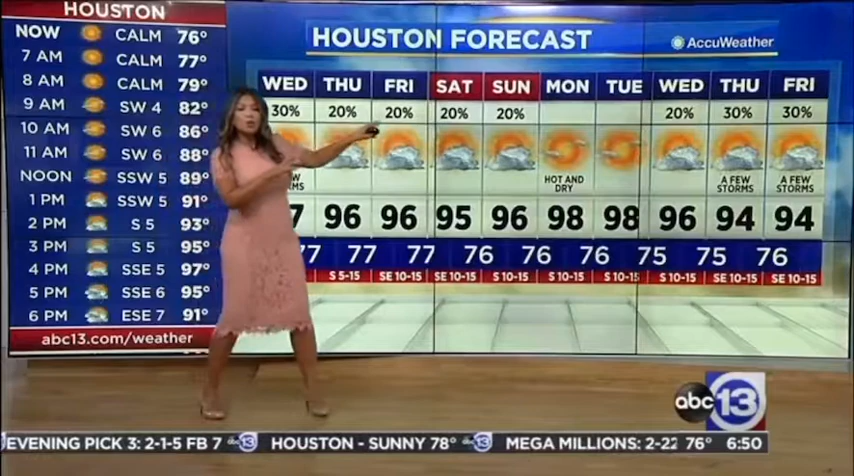 HOUSTON
NOW CALM 76°
7 AM CALM 77°
8 AM CALM 79°
9 AM SW 4 82°
10 AM SW 6 86°
11 AM SW 6 88°
NOON SSW 5 89°
1 PM SSW 5 91°
2 PM S 5 93°
3 PM S 5 95°
4 PM SSE 5 97°
5 PM SSE 6 95°
6 PM ESE 7 91°
abc13.com/weather
HOUSTON FORECAST
AccuWeather
WED THU FRI SAT SUN MON TUE WED THU FRI
30% 20% 20% 20% 20% 20% 30% 30%
HOT AND DRY
A FEW STORMS
A FEW STORMS
96 96 95 96 98 98 96 94 94
77 77 77 76 76 76 75 75 76
S 5-15 SE 10-15 SE 10-15 SE 10-15 S 10-15 S 10-15 S 10-15 SE 10-15 SE 10-15
abc 13
EVENING PICK 3: 2-1-5 FB 7 abc13 HOUSTON - SUNNY 78° abc13 MEGA MILLIONS: 2-22 76° 6:50